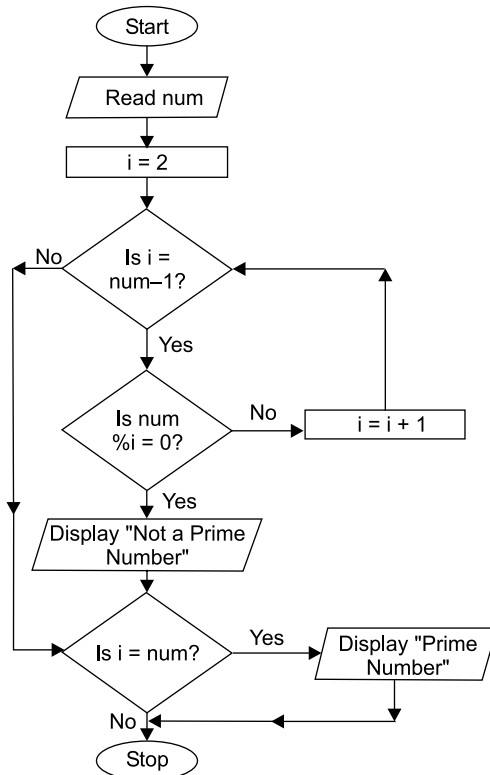 Start
Read num
i = 2
No
Is i =
num–1?
Yes
Is num
%i = 0?
No
i = i + 1
Yes
Display "Not a Prime
Number"
Is i = num?
Yes
Display "Prime
Number"
No
Stop